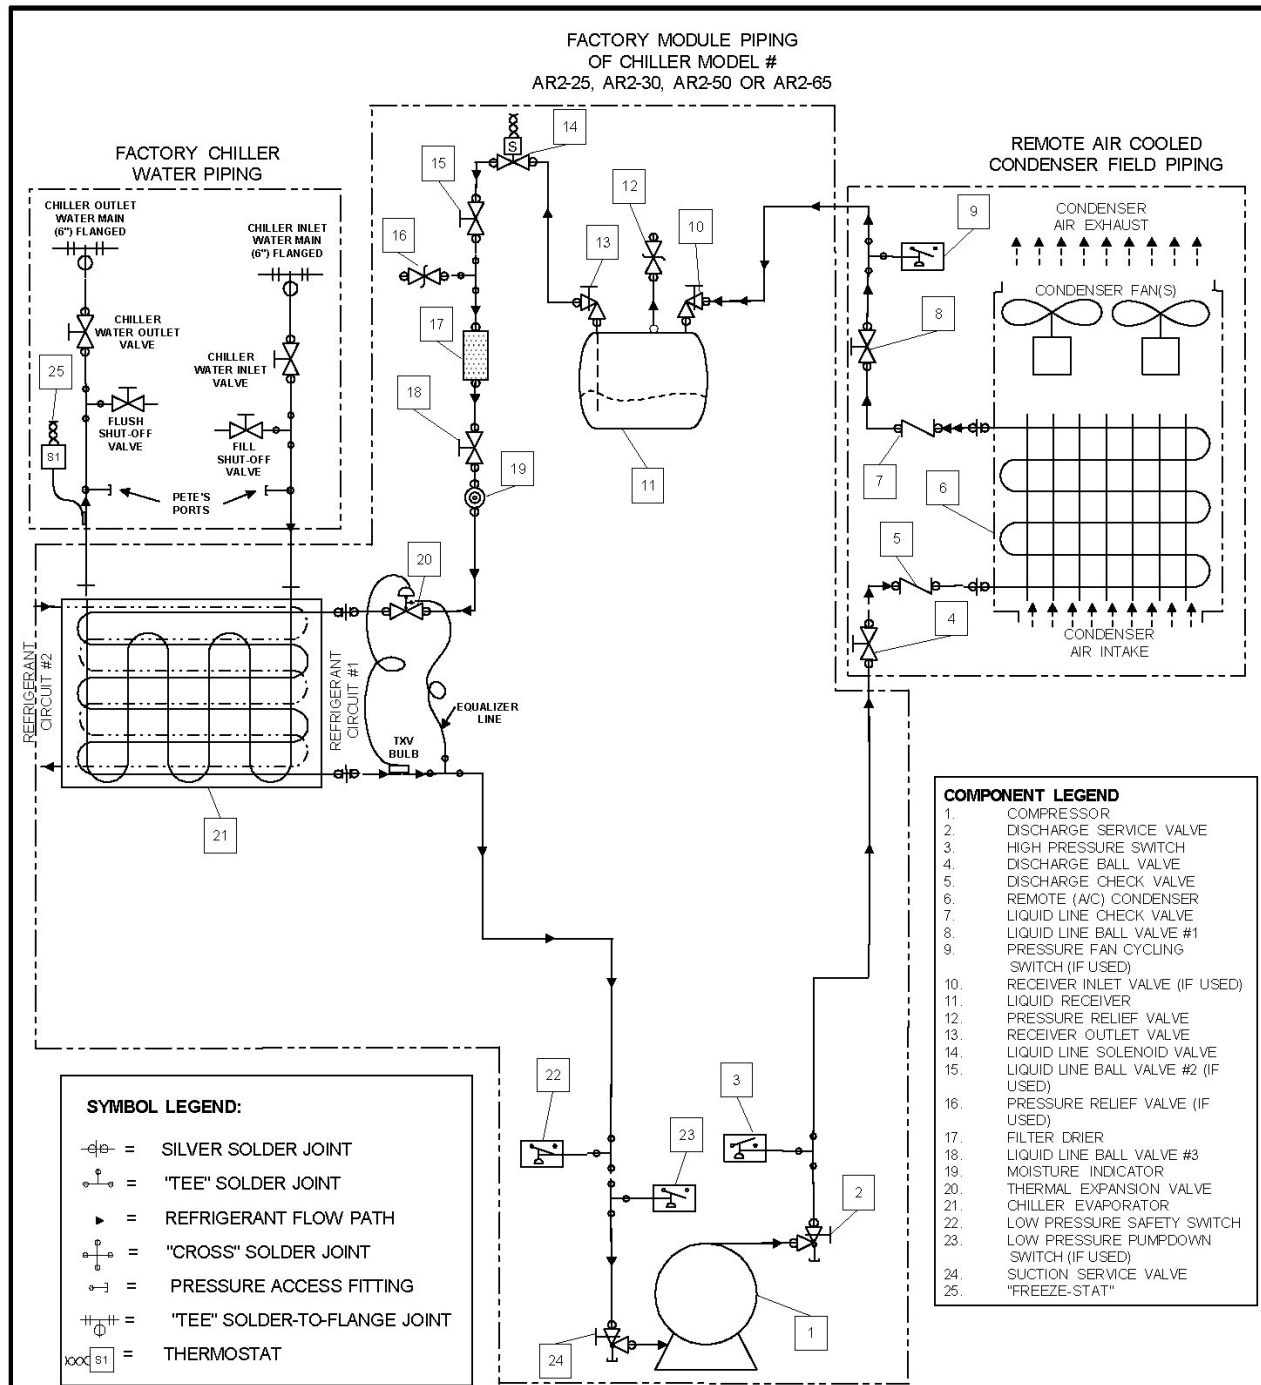 FACTORY MODULE PIPING
OF CHILLER MODEL #
AR2-25, AR2-30, AR2-50 OR AR2-65
FACTORY CHILLER
WATER PIPING
REMOTE AIR COOLED
CONDENSER FIELD PIPING
CHILLER OUTLET
WATER MAIN
(6") FLANGED
CHILLER INLET
WATER MAIN
(6") FLANGED
CHILLER
WATER OUTLET
VALVE
CHILLER
WATER INLET
VALVE
25
S1
FLUSH
SHUT-OFF
VALVE
FILL
SHUT-OFF
VALVE
PETE'S
PORTS
14
S
15
16
17
18
19
12
13
10
11
9
CONDENSER
AIR EXHAUST
CONDENSER FAN(S)
8
7
6
5
4
CONDENSER
AIR INTAKE
20
REFRIGERANT
CIRCUIT #2
REFRIGERANT
CIRCUIT #1
EQUALIZER
LINE
TXV
BULB
21
22
23
3
2
1
24
COMPONENT LEGEND
1. COMPRESSOR
2. DISCHARGE SERVICE VALVE
3. HIGH PRESSURE SWITCH
4. DISCHARGE BALL VALVE
5. DISCHARGE CHECK VALVE
6. REMOTE (A/C) CONDENSER
7. LIQUID LINE CHECK VALVE
8. LIQUID LINE BALL VALVE #1
9. PRESSURE FAN CYCLING
SWITCH (IF USED)
10. RECEIVER INLET VALVE (IF USED)
11. LIQUID RECEIVER
12. PRESSURE RELIEF VALVE
13. RECEIVER OUTLET VALVE
14. LIQUID LINE SOLENOID VALVE
15. LIQUID LINE BALL VALVE #2 (IF
USED)
16. PRESSURE RELIEF VALVE (IF
USED)
17. FILTER DRIER
18. LIQUID LINE BALL VALVE #3
19. MOISTURE INDICATOR
20. THERMAL EXPANSION VALVE
21. CHILLER EVAPORATOR
22. LOW PRESSURE SAFETY SWITCH
23. LOW PRESSURE PUMPDOWN
SWITCH (IF USED)
24. SUCTION SERVICE VALVE
25. "FREEZE-STAT"
SYMBOL LEGEND:
= SILVER SOLDER JOINT
= "TEE" SOLDER JOINT
= REFRIGERANT FLOW PATH
= "CROSS" SOLDER JOINT
= PRESSURE ACCESS FITTING
= "TEE" SOLDER-TO-FLANGE JOINT
S1 = THERMOSTAT